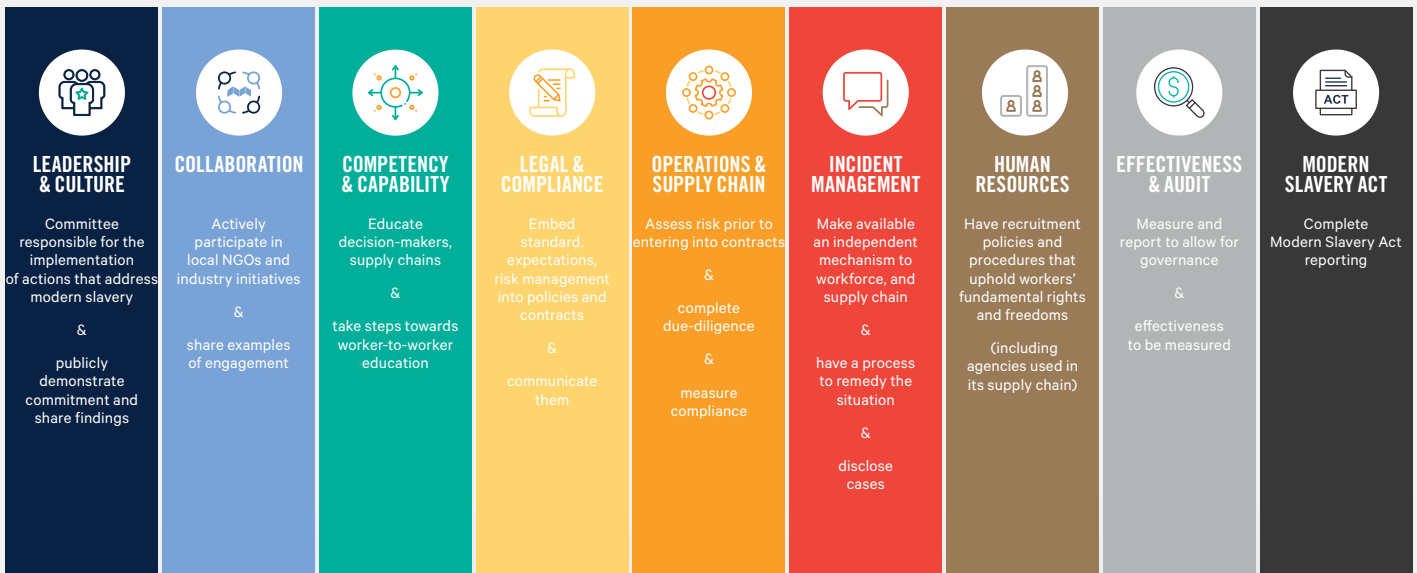 LEADERSHIP
& CULTURE
Committee
responsible for the
implementation
of actions that address
modern slavery
&
publicly
demonstrate
commitment and
share findings
COLLABORATION
Actively
participate in
local NGOs and
industry initiatives
&
share examples
of engagement
COMPETENCY
& CAPABILITY
Educate
decision-makers,
supply chains
&
take steps towards
worker-to-worker
education
LEGAL &
COMPLIANCE
Embed
standard,
expectations,
risk management
into policies and
contracts
&
communicate
them
OPERATIONS &
SUPPLY CHAIN
Assess risk prior to
entering into contracts
&
complete
due-diligence
&
measure
compliance
INCIDENT
MANAGEMENT
Make available
an independent
mechanism to
workforce, and
supply chain
&
have a process
to remedy the
situation
&
disclose
cases
HUMAN
RESOURCES
Have recruitment
policies and
procedures that
uphold workers’
fundamental rights
and freedoms
(including
agencies used in
its supply chain)
$
EFFECTIVENESS
& AUDIT
Measure and
report to allow for
governance
&
effectiveness
to be measured
ACT
MODERN
SLAVERY ACT
Complete
Modern Slavery Act
reporting